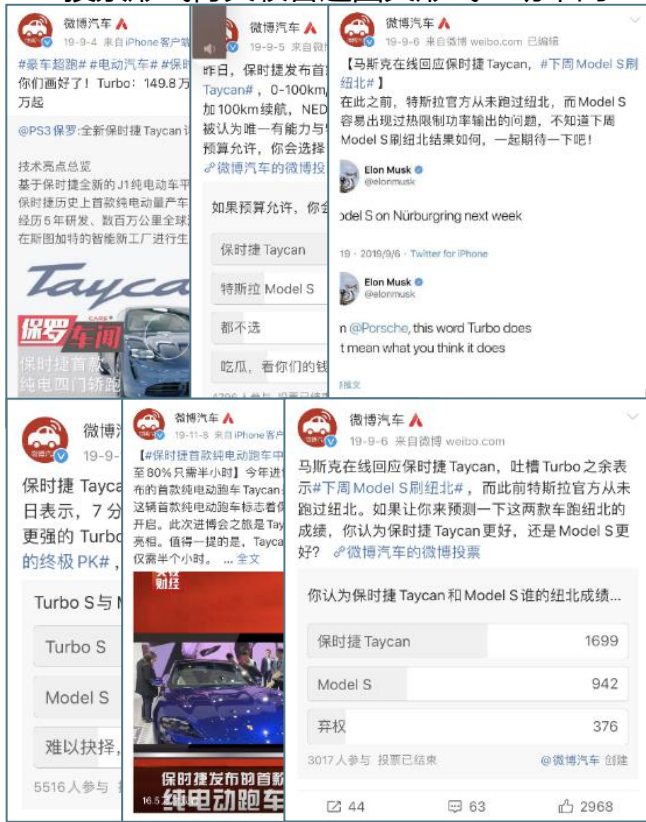 微博汽车
19-9-4 来自 iPhone客户端
#豪车超跑##电动汽车##保时
你们画好了！Turbo：149.8万
万起
@PS3保罗:全新保时捷 Taycan
技术亮点总览
基于保时捷全新的J1纯电动车平
保时捷历史上首款纯电动量产车
经历5年研发、数百万公里全球
在斯图加特的智能新工厂进行生
Tayca
CARS
保罗车闻
保时捷首款
纯电四门轿跑
微博汽车
19-9-5 来自微博
昨日，保时捷发布首
Taycan#，0-100km,
加100km续航，NED
被认为唯一有能力与
预算允许，你会选择
微博汽车的微博投
如果预算允许，你会
保时捷 Taycan
特斯拉 Model S
都不选
吃瓜，看你们的钱
微博汽车
19-9-6 来自微博 weibo.com 已编辑
【马斯克在线回应保时捷 Taycan，#下周Model S刷
纽北#】
在此之前，特斯拉官方从未跑过纽北，而Model S
容易出现过热限制功率输出的问题，不知道下周
Model S刷纽北结果如何，一起期待一下吧！
Elon Musk
@elonmusk
odel S on Nürburgring next week
19 · 2019/9/6 · Twitter for iPhone
Elon Musk
@elonmusk
@Porsche, this word Turbo does
t mean what you think it does
推文
微博汽
19-9-
保时捷 Tayca
日表示，7 分
更强的 Turbo
的终极PK#，
Turbo S与
Turbo S
Model S
难以抉择，
5516人参与
微博汽车
19-11-8 来自 iPhone客户
【#保时捷首款纯电动跑车中
至80%只需半小时】今年进
布的首款纯电动跑车Taycan
这辆首款纯电动跑车标志着保
开启。此次进博会之旅是Tay
亮相。值得一提的是，Tayca
仅需半个小时。 ... 全文
财经
保时捷发布的首款
纯电动跑车
微博汽车
19-9-6 来自微博 weibo.com
马斯克在线回应保时捷 Taycan，吐槽 Turbo 之余表
示#下周Model S刷纽北#，而此前特斯拉官方从未
跑过纽北。如果让你来预测一下这两款车跑纽北的
成绩，你认为保时捷 Taycan更好，还是Model S更
好？ 微博汽车的微博投票
你认为保时捷 Taycan 和 Model S 谁的纽北成绩...
保时捷 Taycan 1699
Model S 942
弃权 376
3017人参与 投票已结束 @微博汽车 创建
44 63 2968